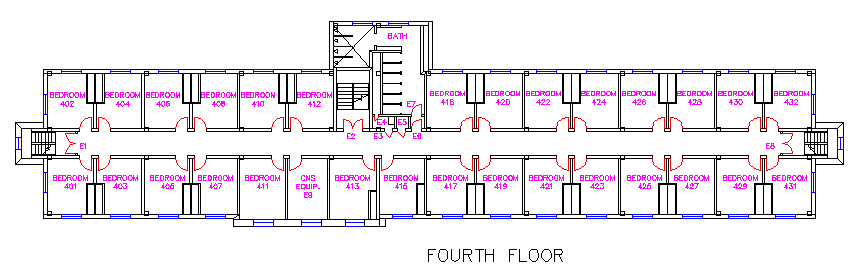 BATH
BEDROOM
402
BEDROOM
404
BEDROOM
406
BEDROOM
408
BEDROOM
410
BEDROOM
412
BEDROOM
418
BEDROOM
420
BEDROOM
422
BEDROOM
424
BEDROOM
426
BEDROOM
428
BEDROOM
430
BEDROOM
432
E7
E4
E5
E1
E2
E3
E6
E8
BEDROOM
401
BEDROOM
403
BEDROOM
405
BEDROOM
407
BEDROOM
411
CNS
EQUIP.
E9
BEDROOM
413
BEDROOM
415
BEDROOM
417
BEDROOM
419
BEDROOM
421
BEDROOM
423
BEDROOM
425
BEDROOM
427
BEDROOM
429
BEDROOM
431
FOURTH FLOOR